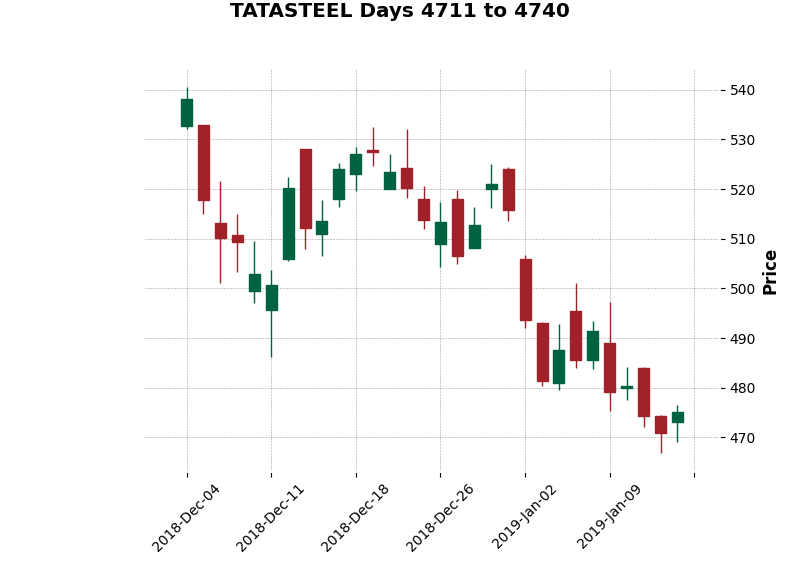 TATASTEEL Days 4711 to 4740
540
530
520
510
500
490
480
470
Price
2018-Dec-04
2018-Dec-11
2018-Dec-18
2018-Dec-26
2019-Jan-02
2019-Jan-09